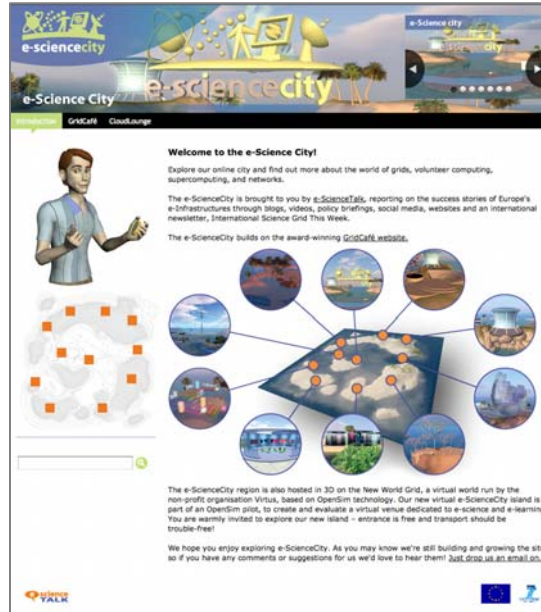 e-sciencecity
e-Science City
e-sciencecity
e-Science city
Introduction GridCafé CloudLounge
Welcome to the e-Science City!
Explore our online city and find out more about the world of grids, volunteer computing,
supercomputing, and networks.
The e-ScienceCity is brought to you by e-ScienceTalk, reporting on the success stories of Europe's
e-Infrastructures through blogs, videos, policy briefings, social media, websites and an international
newsletter, International Science Grid This Week.
The e-ScienceCity builds on the award-winning GridCafé website.
The e-ScienceCity region is also hosted in 3D on the New World Grid, a virtual world run by the
non-profit organisation Virtus, based on OpenSim technology. Our new virtual e-ScienceCity island is
part of an OpenSim pilot, to create and evaluate a virtual venue dedicated to e-science and e-learning
You are warmly invited to explore our new island – entrance is free and transport should be
trouble-free!
We hope you enjoy exploring e-ScienceCity. As you may know we're still building and growing the site
so if you have any comments or suggestions for us we'd love to hear them! Just drop us an email on.
science
TALK